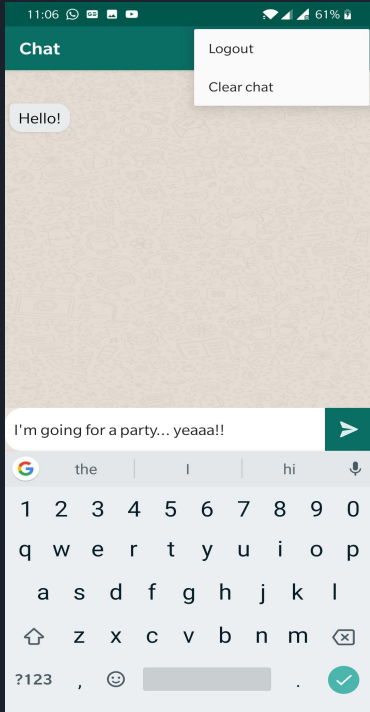 11:06 61%
Chat
Logout
Clear chat
Hello!
I'm going for a party... yeaaa!!
G the I hi
1 2 3 4 5 6 7 8 9 0
q w e r t y u i o p
a s d f g h j k l
z x c v b n m
?123 , .